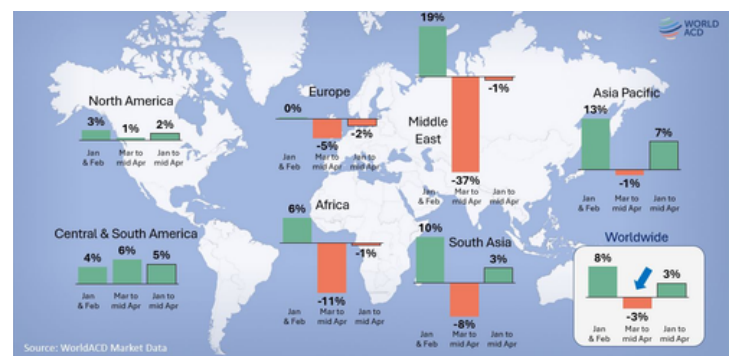 WORLD
ACD
North America
3%
1%
2%
Jan
& Feb
Mar to
mid Apr
Jan to
mid Apr
Europe
0%
-5%
-2%
Jan
& Feb
Mar to
mid Apr
Jan to
mid Apr
19%
Middle
East
-37%
-1%
Jan
& Feb
Mar to
mid Apr
Jan to
mid Apr
Asia Pacific
13%
-1%
7%
Jan
& Feb
Mar to
mid Apr
Jan to
mid Apr
Central & South America
4%
6%
5%
Jan
& Feb
Mar to
mid Apr
Jan to
mid Apr
Africa
6%
-11%
-1%
Jan
& Feb
Mar to
mid Apr
Jan to
mid Apr
South Asia
10%
-8%
3%
Jan
& Feb
Mar to
mid Apr
Jan to
mid Apr
Worldwide
8%
-3%
3%
Jan
& Feb
Mar to
mid Apr
Jan to
mid Apr
Source: WorldACD Market Data